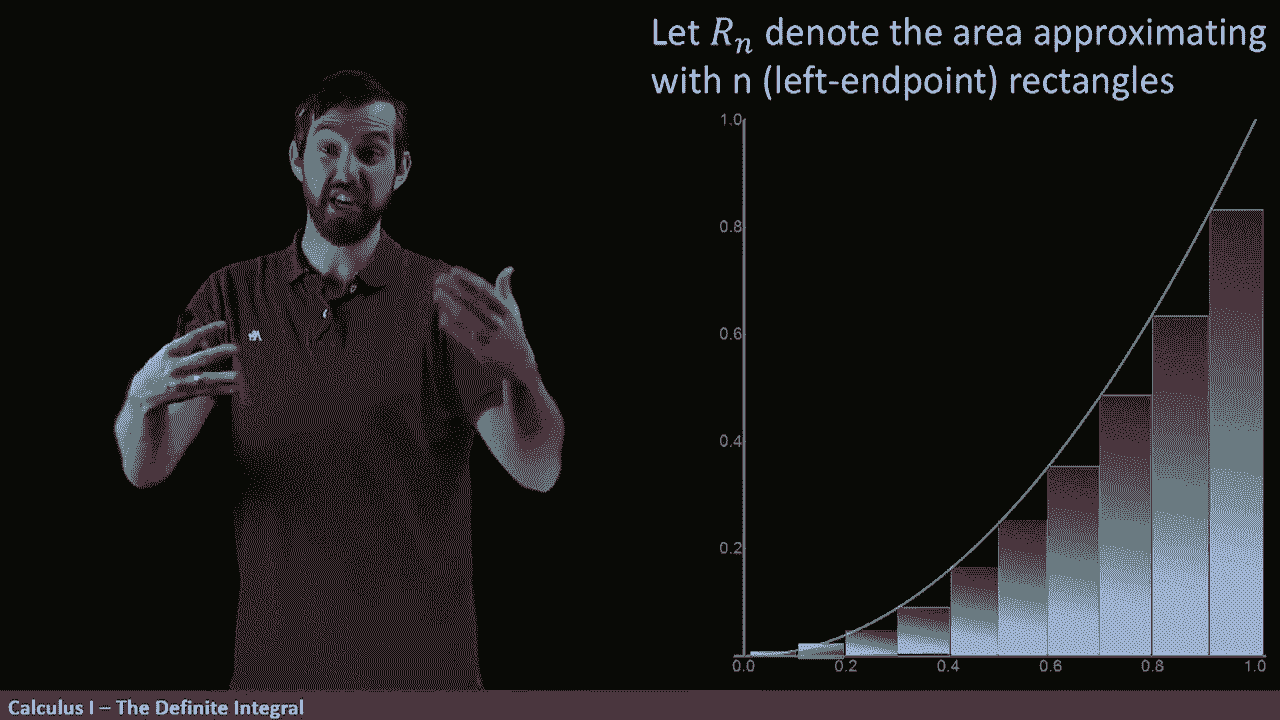 Let Rₙ denote the area approximating
with n (left-endpoint) rectangles
1.0
0.8
0.6
0.4
0.2
0.0 0.2 0.4 0.6 0.8 1.0
Calculus I – The Definite Integral